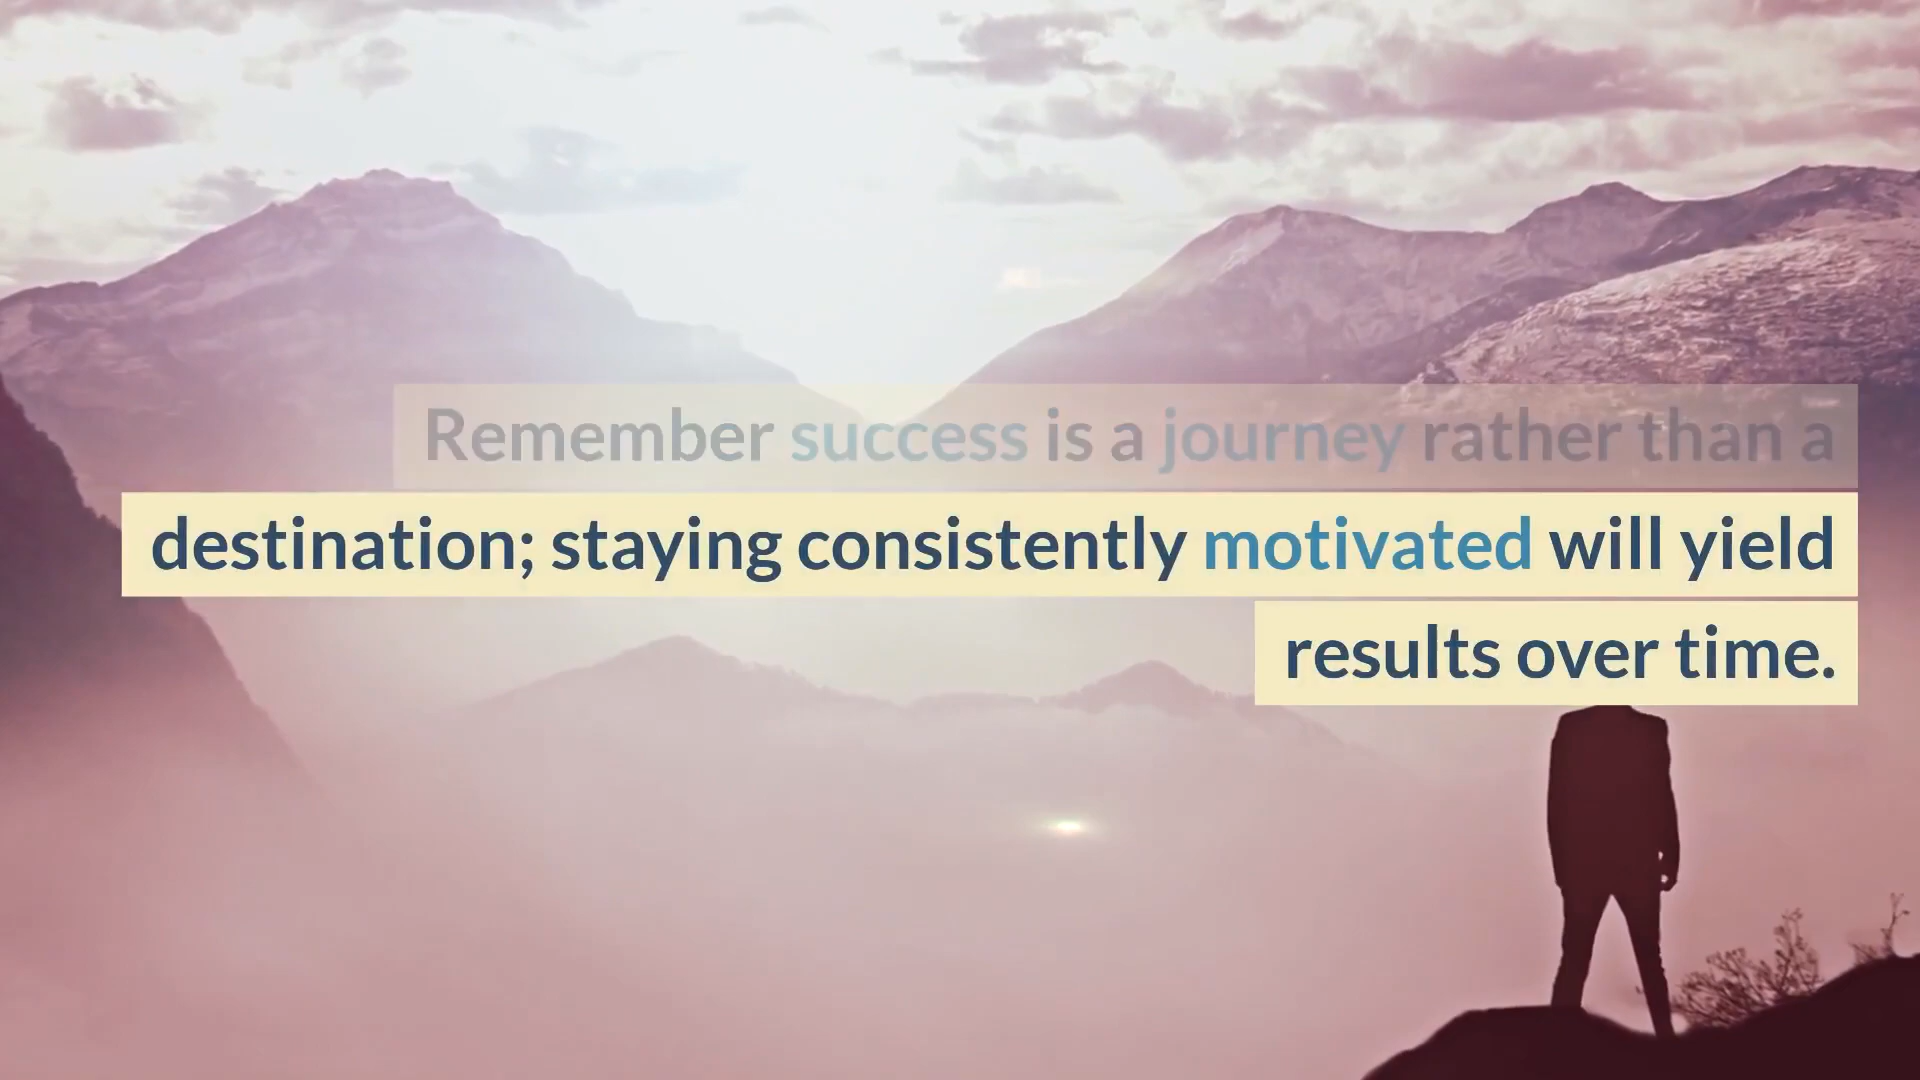 Remember success is a journey rather than a
destination; staying consistently motivated will yield
results over time.